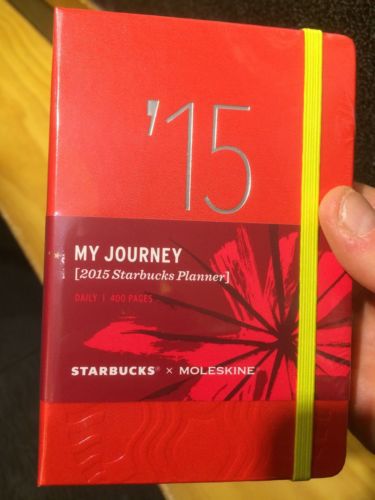 '15
MY JOURNEY
[2015 Starbucks Planner]
DAILY | 400 PAGES
STARBUCKS® × MOLESKINE®